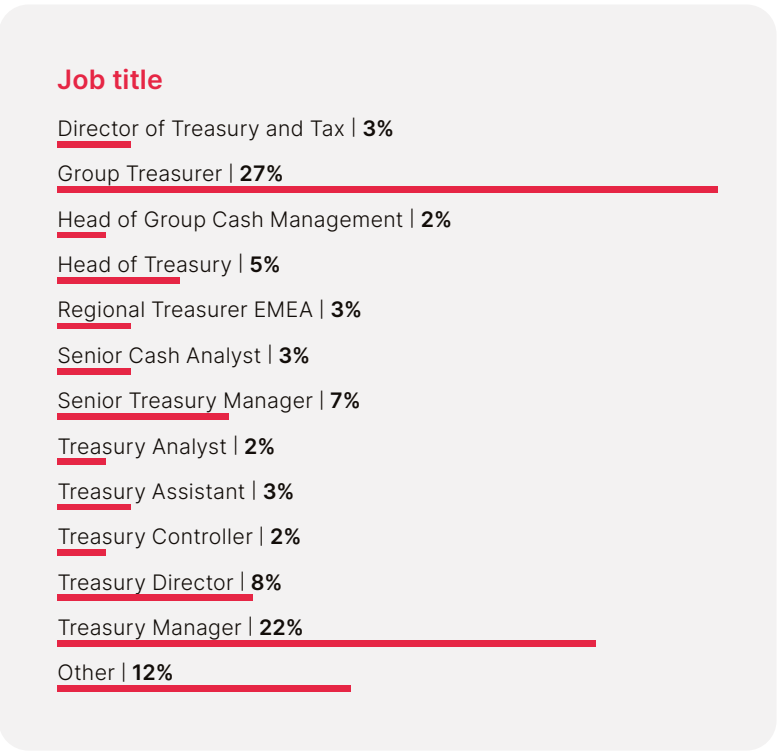 Job title
Director of Treasury and Tax | 3%
Group Treasurer | 27%
Head of Group Cash Management | 2%
Head of Treasury | 5%
Regional Treasurer EMEA | 3%
Senior Cash Analyst | 3%
Senior Treasury Manager | 7%
Treasury Analyst | 2%
Treasury Assistant | 3%
Treasury Controller | 2%
Treasury Director | 8%
Treasury Manager | 22%
Other | 12%